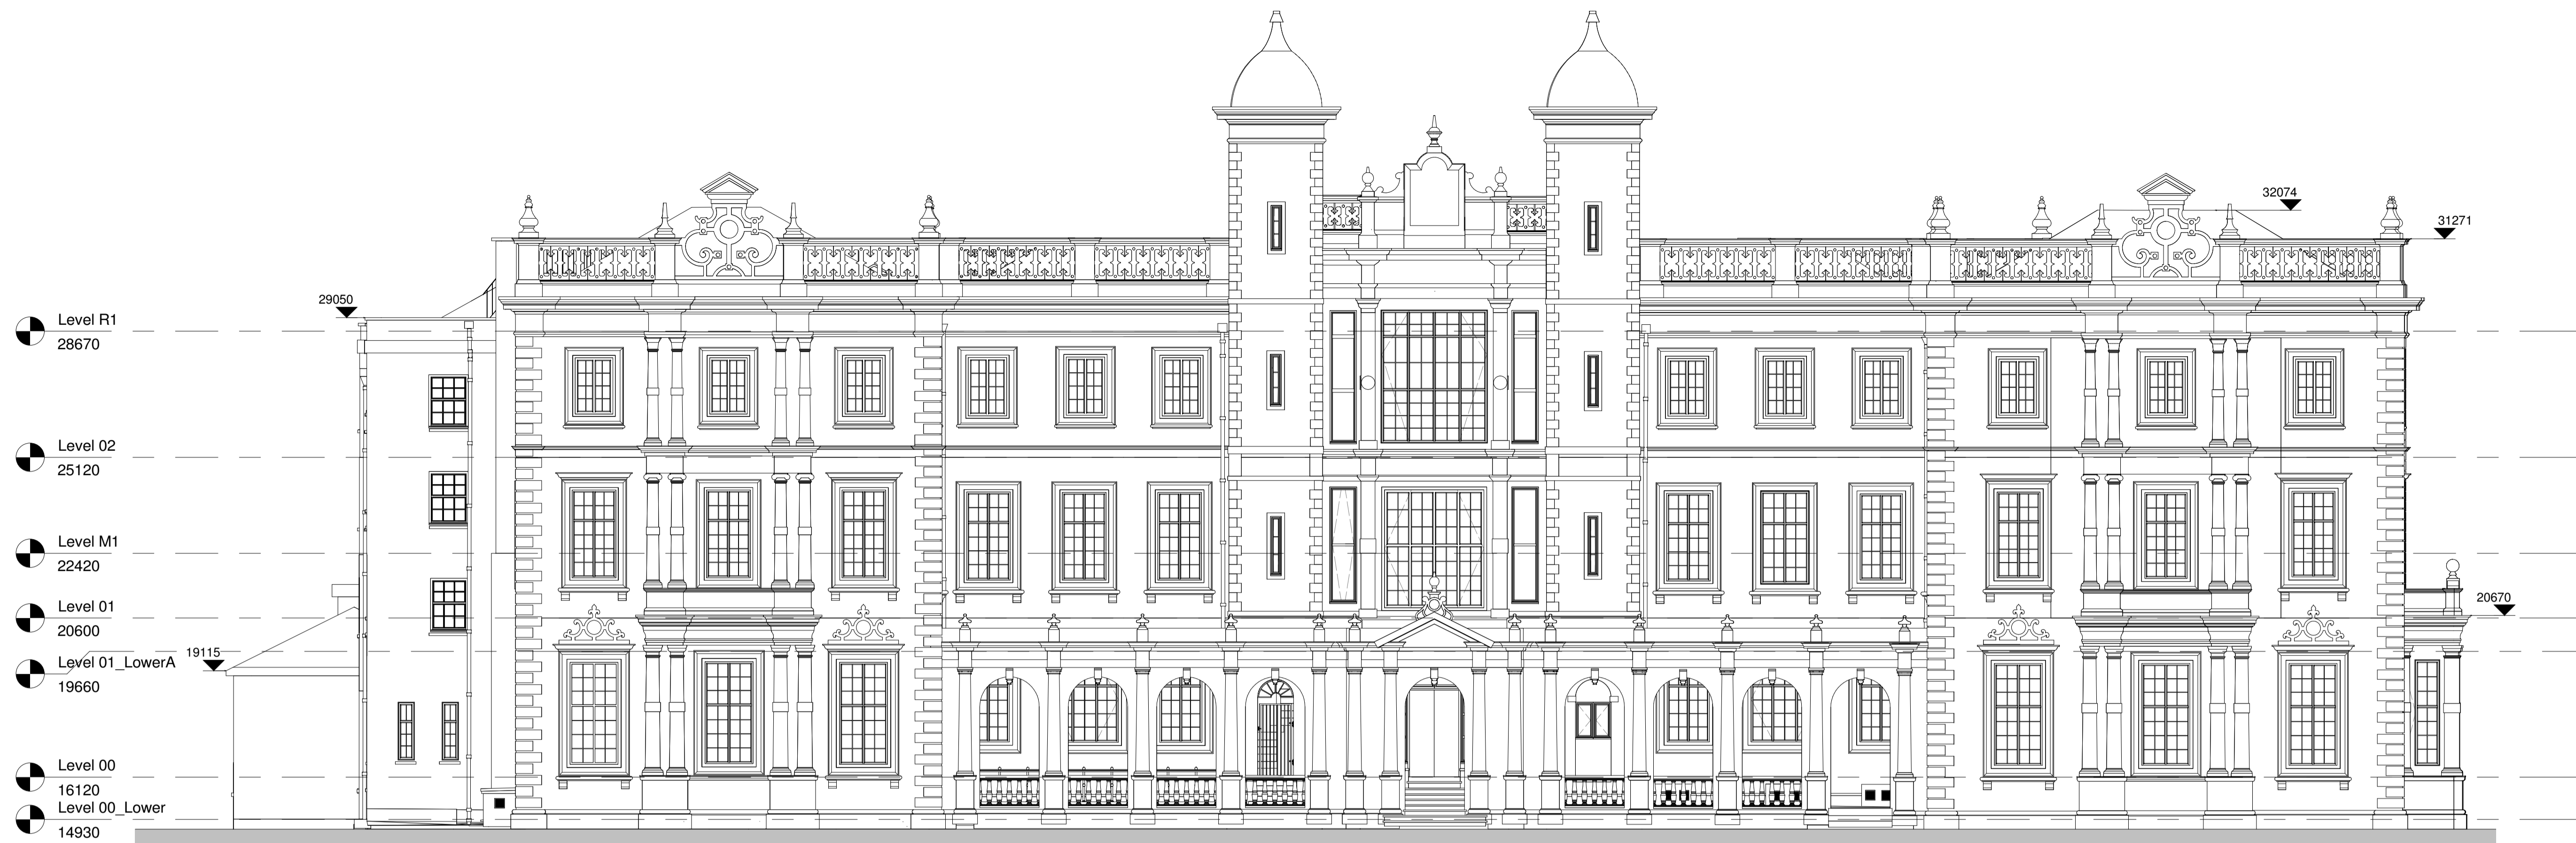 32074
31271
29050
Level R1
28670
Level 02
25120
Level M1
22420
Level 01
20600
20670
19115
Level 01_LowerA
19660
Level 00
16120
Level 00_Lower
14930